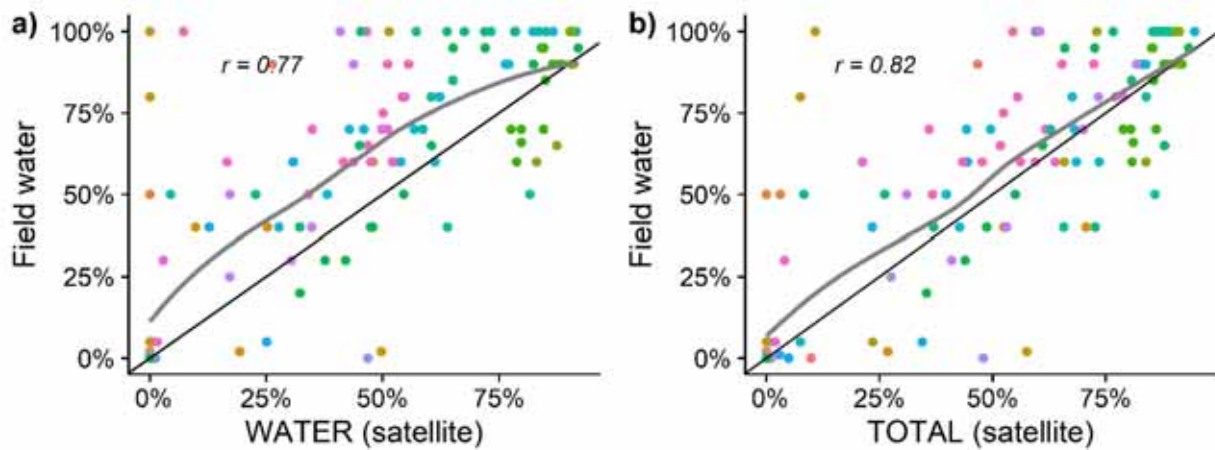 a)
r = 0.77
100%
75%
50%
25%
0%
Field water
0% 25% 50% 75%
WATER (satellite)
b)
r = 0.82
100%
75%
50%
25%
0%
Field water
0% 25% 50% 75%
TOTAL (satellite)